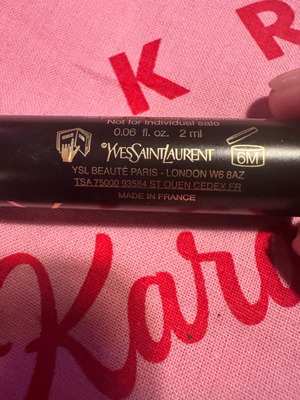 K R
Not for individual sale
0.06 fl. oz. 2 ml
©YVESSAINTLAURENT
6M
YSL BEAUTÉ PARIS - LONDON W6 8AZ
TSA 75000 93584 ST OUEN CEDEX FR
MADE IN FRANCE
Kar